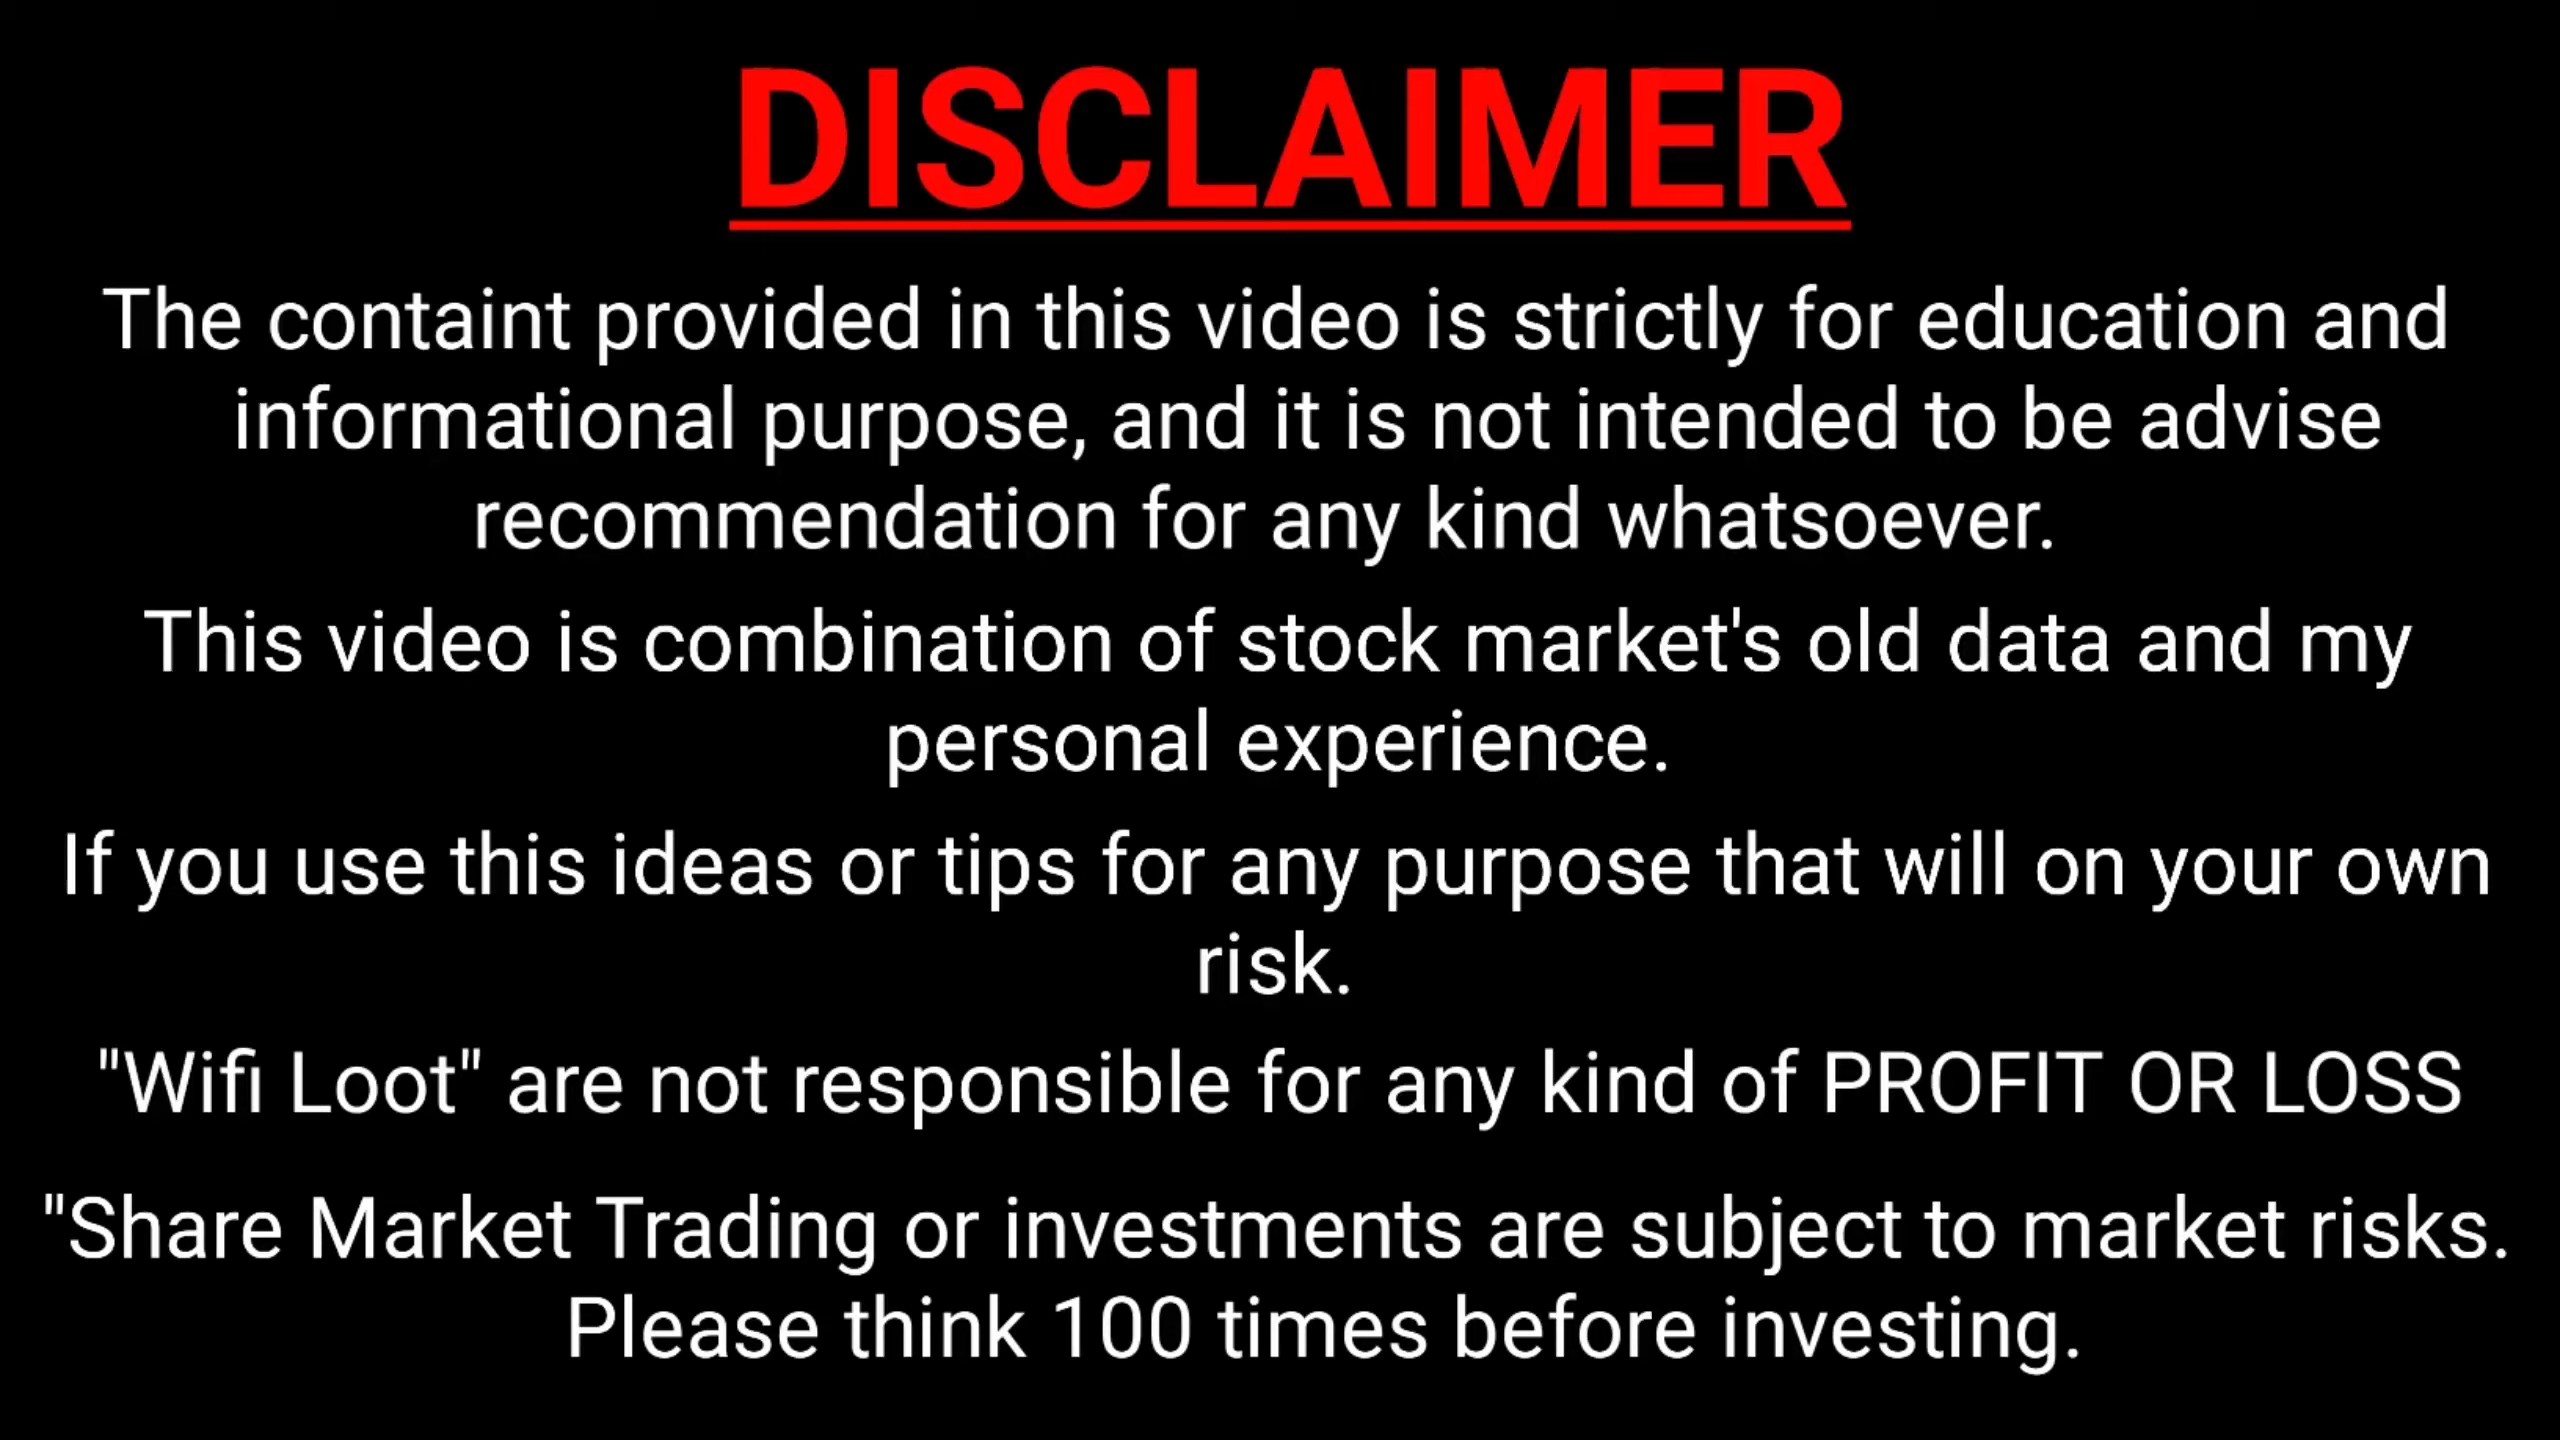 DISCLAIMER
The containt provided in this video is strictly for education and
informational purpose, and it is not intended to be advise
recommendation for any kind whatsoever.
This video is combination of stock market's old data and my
personal experience.
If you use this ideas or tips for any purpose that will on your own
risk.
"Wifi Loot" are not responsible for any kind of PROFIT OR LOSS
"Share Market Trading or investments are subject to market risks.
Please think 100 times before investing.